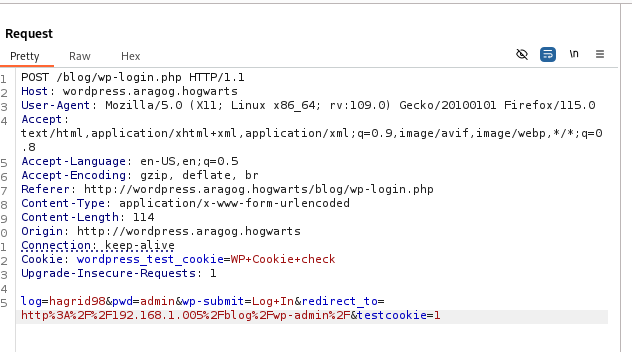 Request
Pretty Raw Hex \n
1 POST /blog/wp-login.php HTTP/1.1
2 Host: wordpress.aragog.hogwarts
3 User-Agent: Mozilla/5.0 (X11; Linux x86_64; rv:109.0) Gecko/20100101 Firefox/115.0
4 Accept:
text/html,application/xhtml+xml,application/xml;q=0.9,image/avif,image/webp,*/*;q=0
.8
5 Accept-Language: en-US,en;q=0.5
6 Accept-Encoding: gzip, deflate, br
7 Referer: http://wordpress.aragog.hogwarts/blog/wp-login.php
8 Content-Type: application/x-www-form-urlencoded
9 Content-Length: 114
0 Origin: http://wordpress.aragog.hogwarts
1 Connection: keep-alive
2 Cookie: wordpress_test_cookie=WP+Cookie+check
3 Upgrade-Insecure-Requests: 1
4
5 log=hagrid98&pwd=admin&wp-submit=Log+In&redirect_to=
http%3A%2F%2F192.168.1.005%2Fblog%2Fwp-admin%2F&testcookie=1